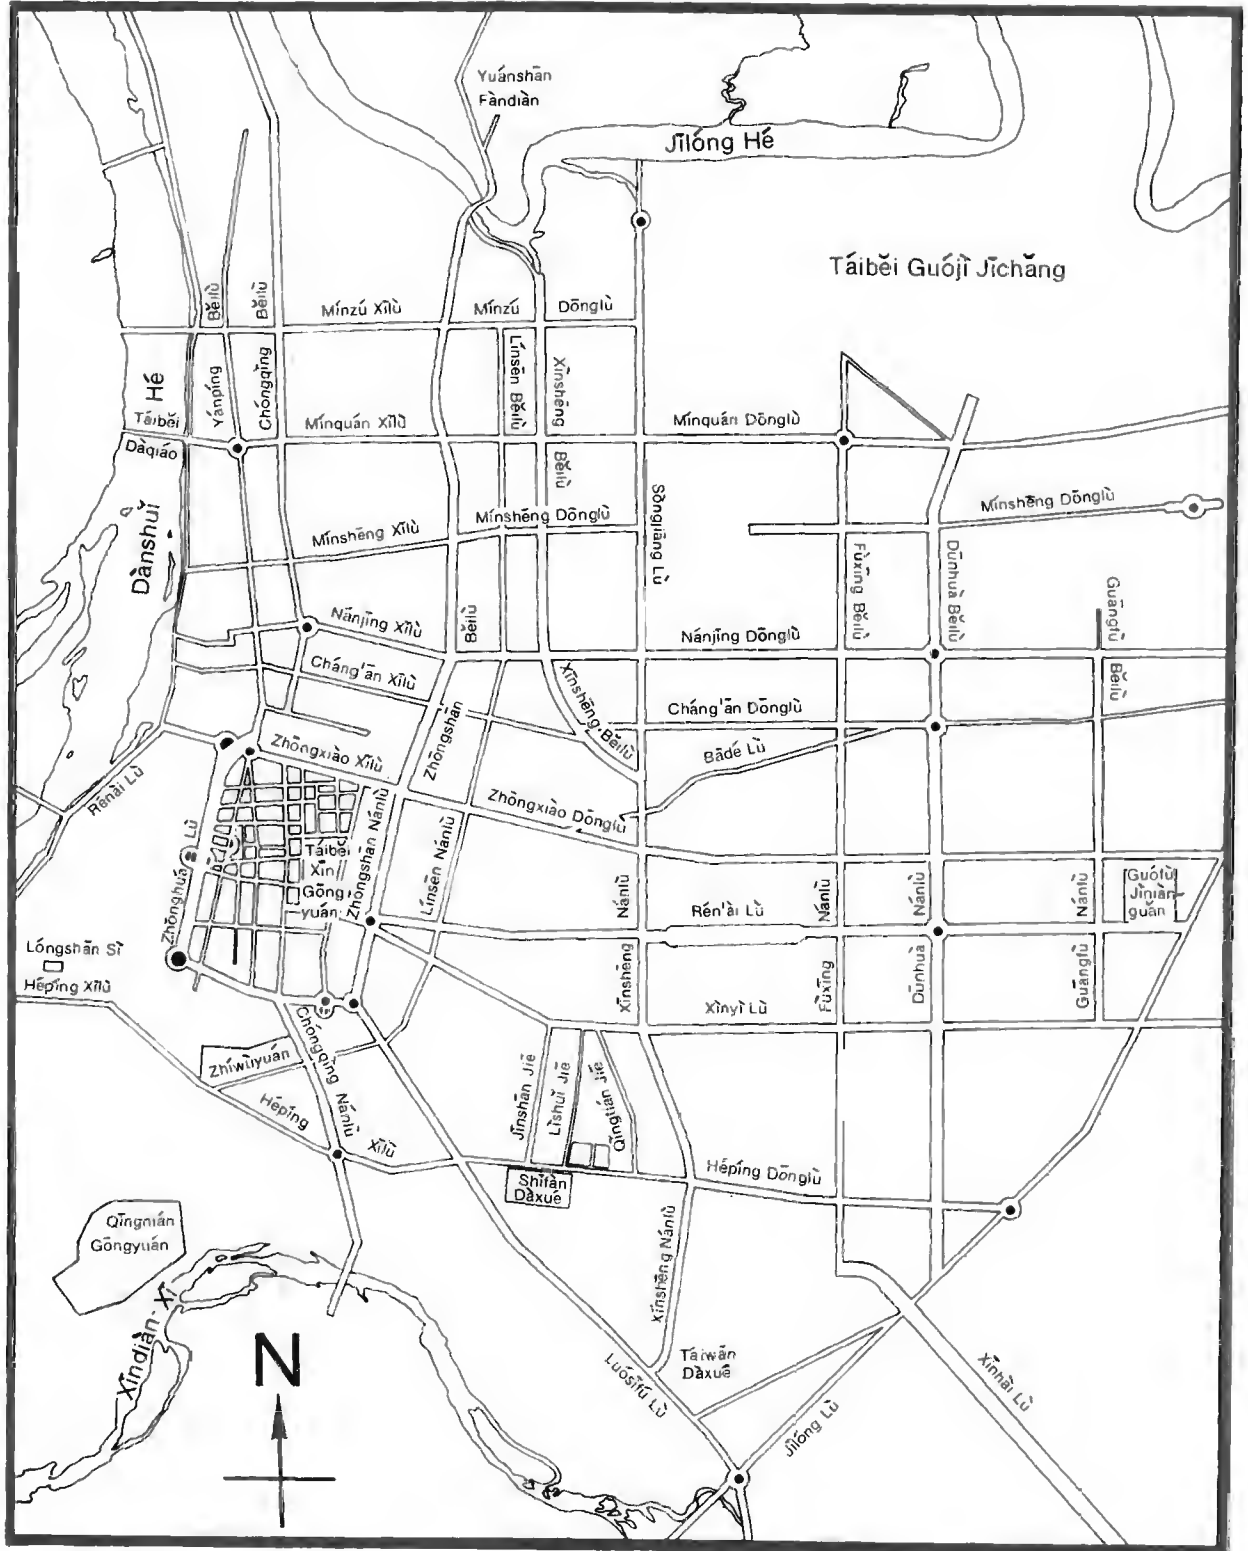 Yuánshān
Fàndiàn
Jīlóng Hé
Táiběi Guójì Jīchǎng
Běilù
Běilù
Mínzú Xīlù
Mínzú
Dōnglù
Línsēn Běilù
Xīnshēng
Běilù
Yánpíng
Chóngqìng
Hé
Táiběi
Dàqiáo
Mínquán Xīlù
Mínquán Dōnglù
Dànshuǐ
Mínshēng Xīlù
Mínshēng Dōnglù
Sōngjiāng Lù
Mínshēng Dōnglù
Fùxīng Běilù
Dūnhuà Běilù
Guāngfù
Běilù
Nánjīng Xīlù
Běilù
Nánjīng Dōnglù
Cháng'ān Xīlù
Xīnshēng Běilù
Cháng'ān Dōnglù
Zhōngshān
Zhōngxiào Xīlù
Bādé Lù
Rénài Lù
Zhōngxiào Dōnglù
Lù
Zhōnghuá
Táiběi
Xīn
Gōng
yuán
Zhōngshān Nánlù
Línsēn Nánlù
Nánlù
Nánlù
Nánlù
Nánlù
Guófù
Jìniàn-
guǎn
Rén'ài Lù
Lóngshān Sì
Hépíng Xīlù
Xīnshēng
Fùxīng
Dūnhuà
Guāngfù
Xìnyì Lù
Zhíwùyuán
Chóngqìng Nánlù
Jīnshān Jiē
Lìshuǐ Jiē
Qīngtián Jiē
Hépíng
Xīlù
Hépíng Dōnglù
Shīfàn
Dàxué
Qīngnián
Gōngyuán
Xīnshēng Nánlù
Xīndiàn Xī
N
Luósīfú Lù
Táiwān
Dàxué
Xīnhài Lù
Jīlóng Lù